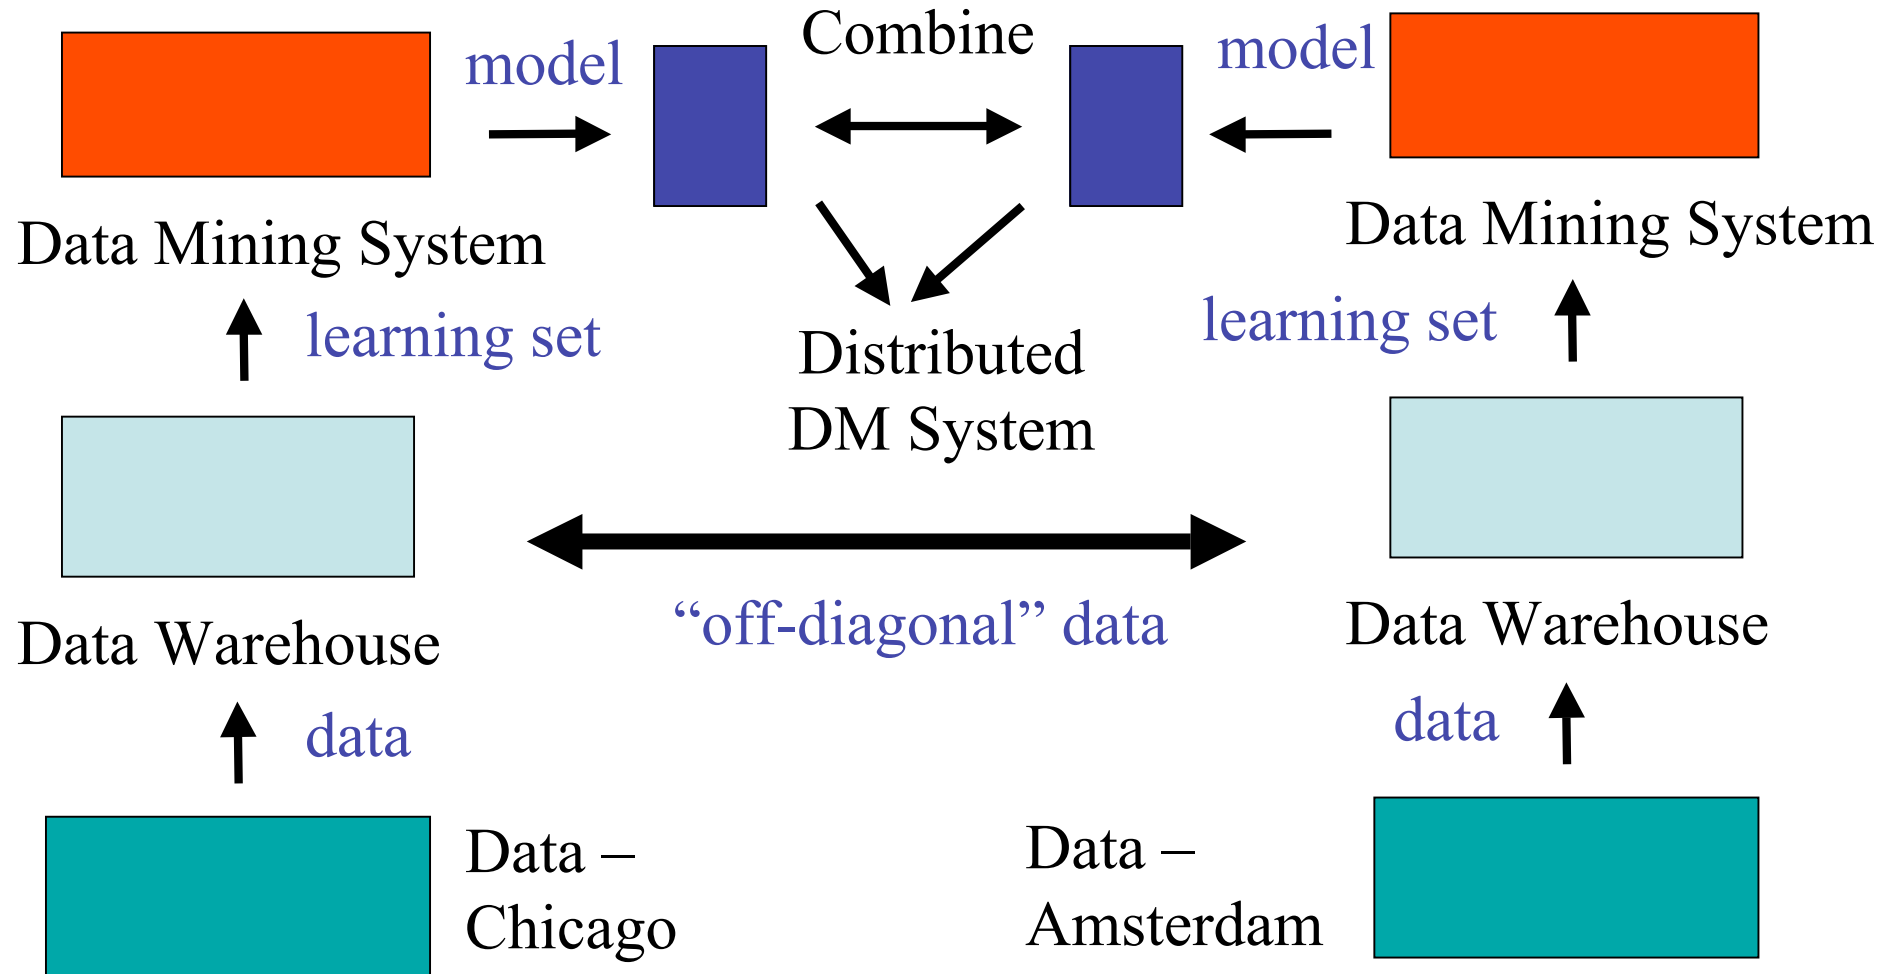 Combine
model
model
Data Mining System
Data Mining System
learning set
learning set
Distributed
DM System
“off-diagonal” data
Data Warehouse
Data Warehouse
data
data
Data –
Chicago
Data –
Amsterdam